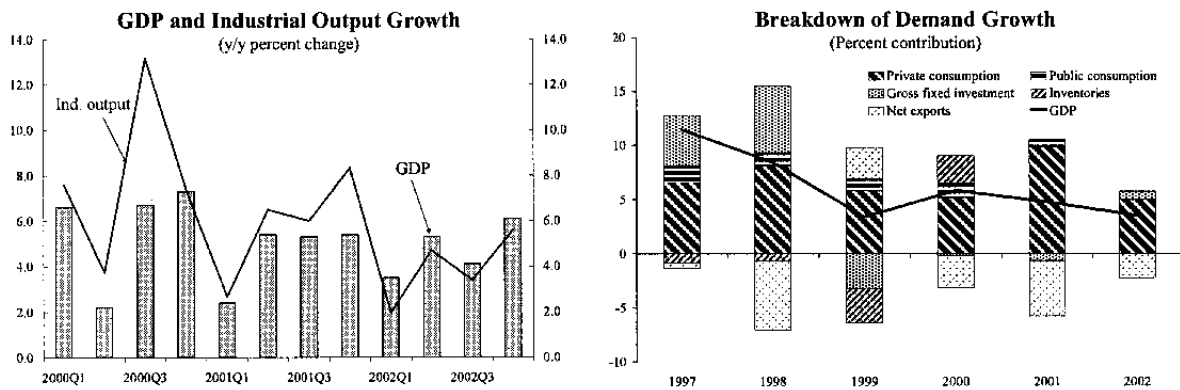 GDP and Industrial Output Growth
(y/y percent change)
14.0 14.0
12.0 12.0
10.0 10.0
8.0 8.0
6.0 6.0
4.0 4.0
2.0 2.0
0.0 0.0
Ind. output
GDP
2000Q1 2000Q3 2001Q1 2001Q3 2002Q1 2002Q3
Breakdown of Demand Growth
(Percent contribution)
Private consumption Public consumption
Gross fixed investment Inventories
Net exports GDP
20
15
10
5
0
-5
-10
1997 1998 1999 2000 2001 2002